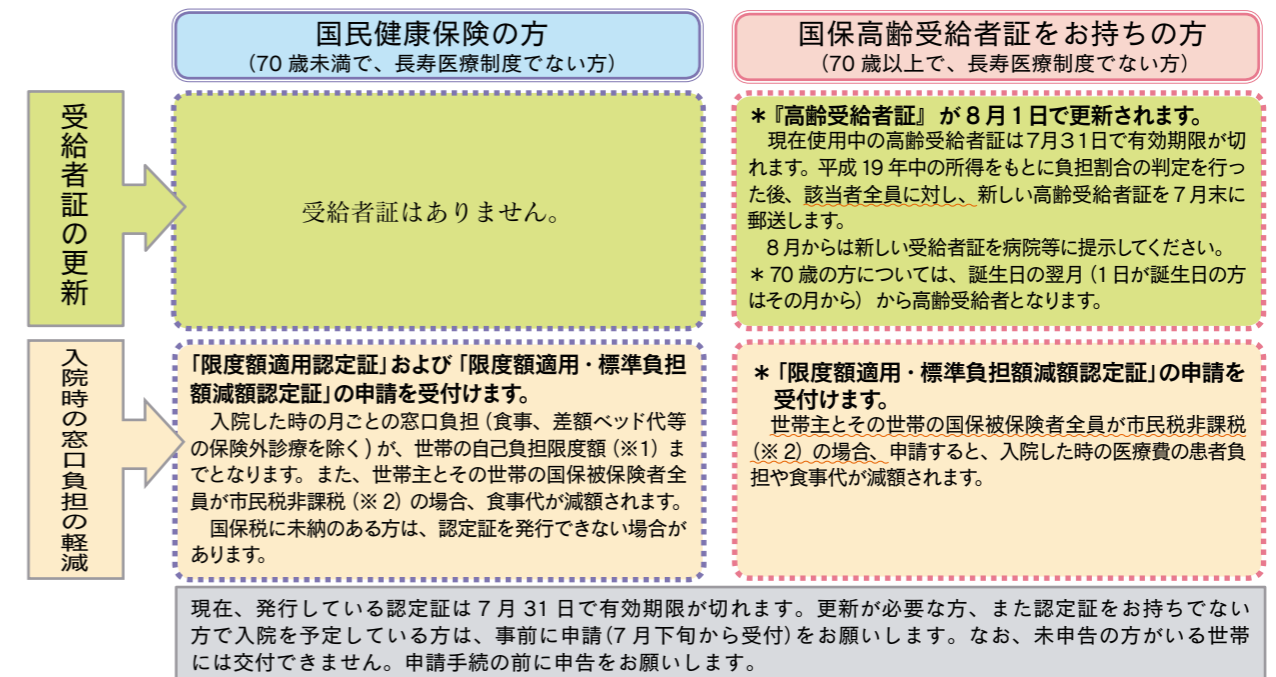 国民健康保険の方
（70 歳未満で、長寿医療制度でない方）
国保高齢受給者証をお持ちの方
（70 歳以上で、長寿医療制度でない方）
受給者証の更新
受給者証はありません。
＊『高齢受給者証』が８月１日で更新されます。
現在使用中の高齢受給者証は7月31日で有効期限が切
れます。平成 19 年中の所得をもとに負担割合の判定を行っ
た後、該当者全員に対し、新しい高齢受給者証を７月末に
郵送します。
８月からは新しい受給者証を病院等に提示してください。
＊ 70 歳の方については、誕生日の翌月（1 日が誕生日の方
はその月から）から高齢受給者となります。
入院時の窓口負担の軽減
「限度額適用認定証」および「限度額適用・標準負担
額減額認定証」の申請を受付けます。
入院した時の月ごとの窓口負担（食事、差額ベッド代等
の保険外診療を除く）が、世帯の自己負担限度額（※1）ま
でとなります。また、世帯主とその世帯の国保被保険者全
員が市民税非課税（※ 2）の場合、食事代が減額されます。
国保税に未納のある方は、認定証を発行できない場合が
あります。
＊「限度額適用・標準負担額減額認定証」の申請を
受付けます。
世帯主とその世帯の国保被保険者全員が市民税非課税
（※ 2）の場合、申請すると、入院した時の医療費の患者負
担や食事代が減額されます。
現在、発行している認定証は 7 月 31 日で有効期限が切れます。更新が必要な方、また認定証をお持ちでない
方で入院を予定している方は、事前に申請（7 月下旬から受付）をお願いします。なお、未申告の方がいる世帯
には交付できません。申請手続の前に申告をお願いします。